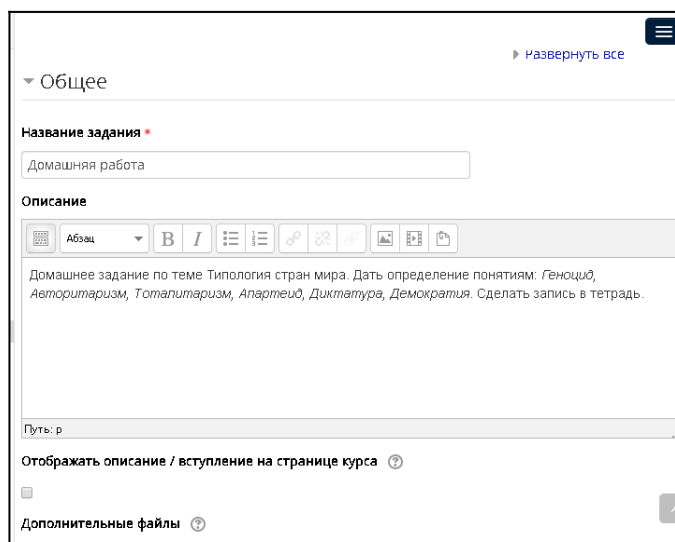 Развернуть все
Общее
Название задания *
Домашняя работа
Описание
Абзац
B I
Домашнее задание по теме Типология стран мира. Дать определение понятиям: Геноцид,
Авторитаризм, Тоталитаризм, Апартеид, Диктатура, Демократия. Сделать запись в тетрадь.
Путь: p
Отображать описание / вступление на странице курса ?
Дополнительные файлы ?